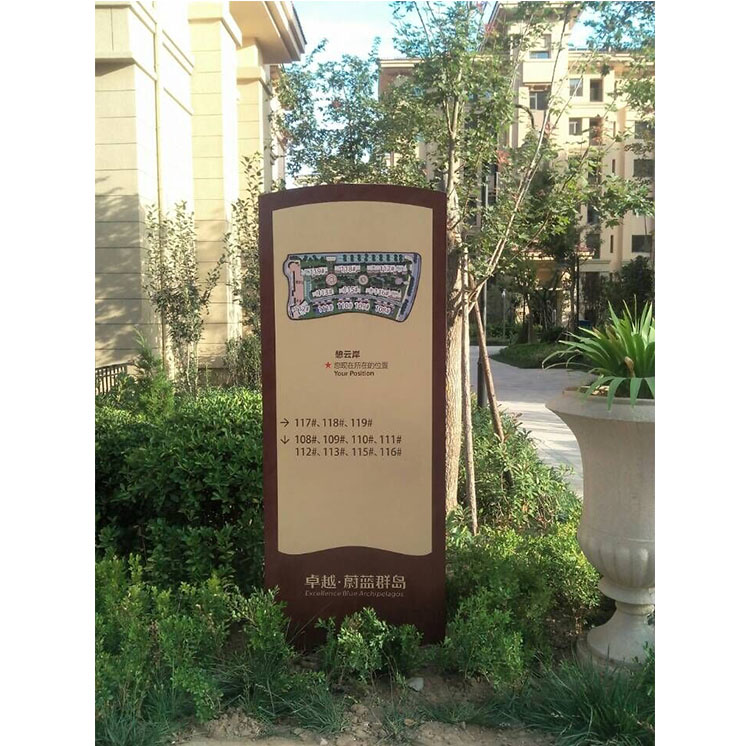 憩云岸
★ 您现在所在的位置
Your Position
→ 117#、118#、119#
↓ 108#、109#、110#、111#
112#、113#、115#、116#
卓越·蔚蓝群岛
Excellence Blue Archipelagos